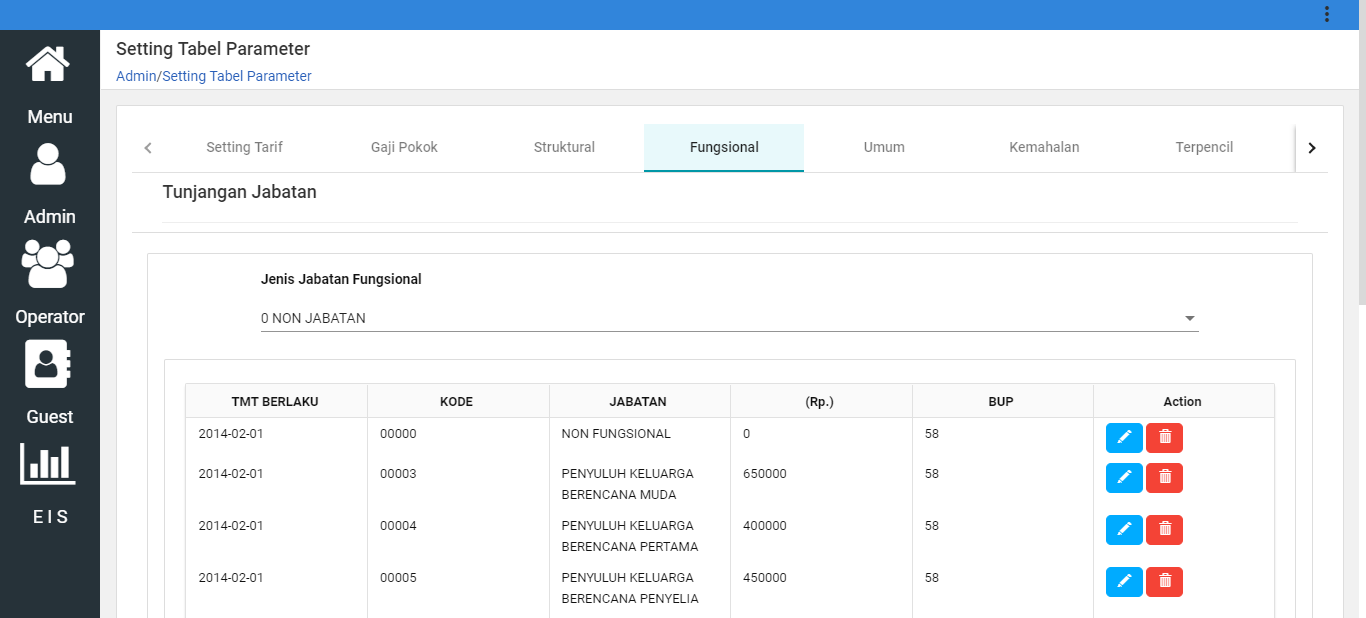 Setting Tabel Parameter
Admin/Setting Tabel Parameter
Menu
Admin
Operator
Guest
E I S
Setting Tarif Gaji Pokok Struktural Fungsional Umum Kemahalan Terpencil
Tunjangan Jabatan
Jenis Jabatan Fungsional
0 NON JABATAN
TMT BERLAKU KODE JABATAN (Rp.) BUP Action
2014-02-01 00000 NON FUNGSIONAL 0 58
2014-02-01 00003 PENYULUH KELUARGA 650000 58
BERENCANA MUDA
2014-02-01 00004 PENYULUH KELUARGA 400000 58
BERENCANA PERTAMA
2014-02-01 00005 PENYULUH KELUARGA 450000 58
BERENCANA PENYELIA